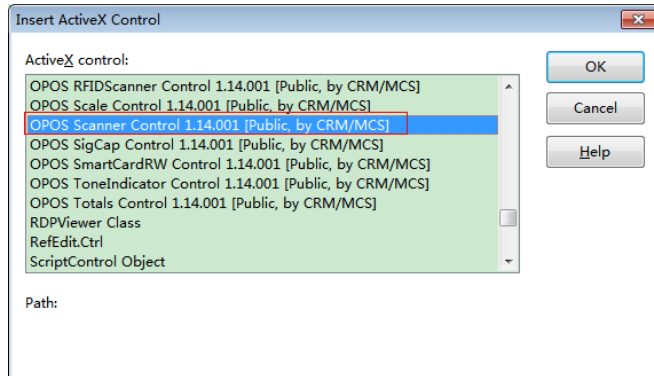 Insert ActiveX Control
ActiveX control:
OPOS RFIDScanner Control 1.14.001 [Public, by CRM/MCS]
OPOS Scale Control 1.14.001 [Public, by CRM/MCS]
OPOS Scanner Control 1.14.001 [Public, by CRM/MCS]
OPOS SigCap Control 1.14.001 [Public, by CRM/MCS]
OPOS SmartCardRW Control 1.14.001 [Public, by CRM/MCS]
OPOS ToneIndicator Control 1.14.001 [Public, by CRM/MCS]
OPOS Totals Control 1.14.001 [Public, by CRM/MCS]
RDPViewer Class
RefEdit.Ctrl
ScriptControl Object
Path:
OK
Cancel
Help